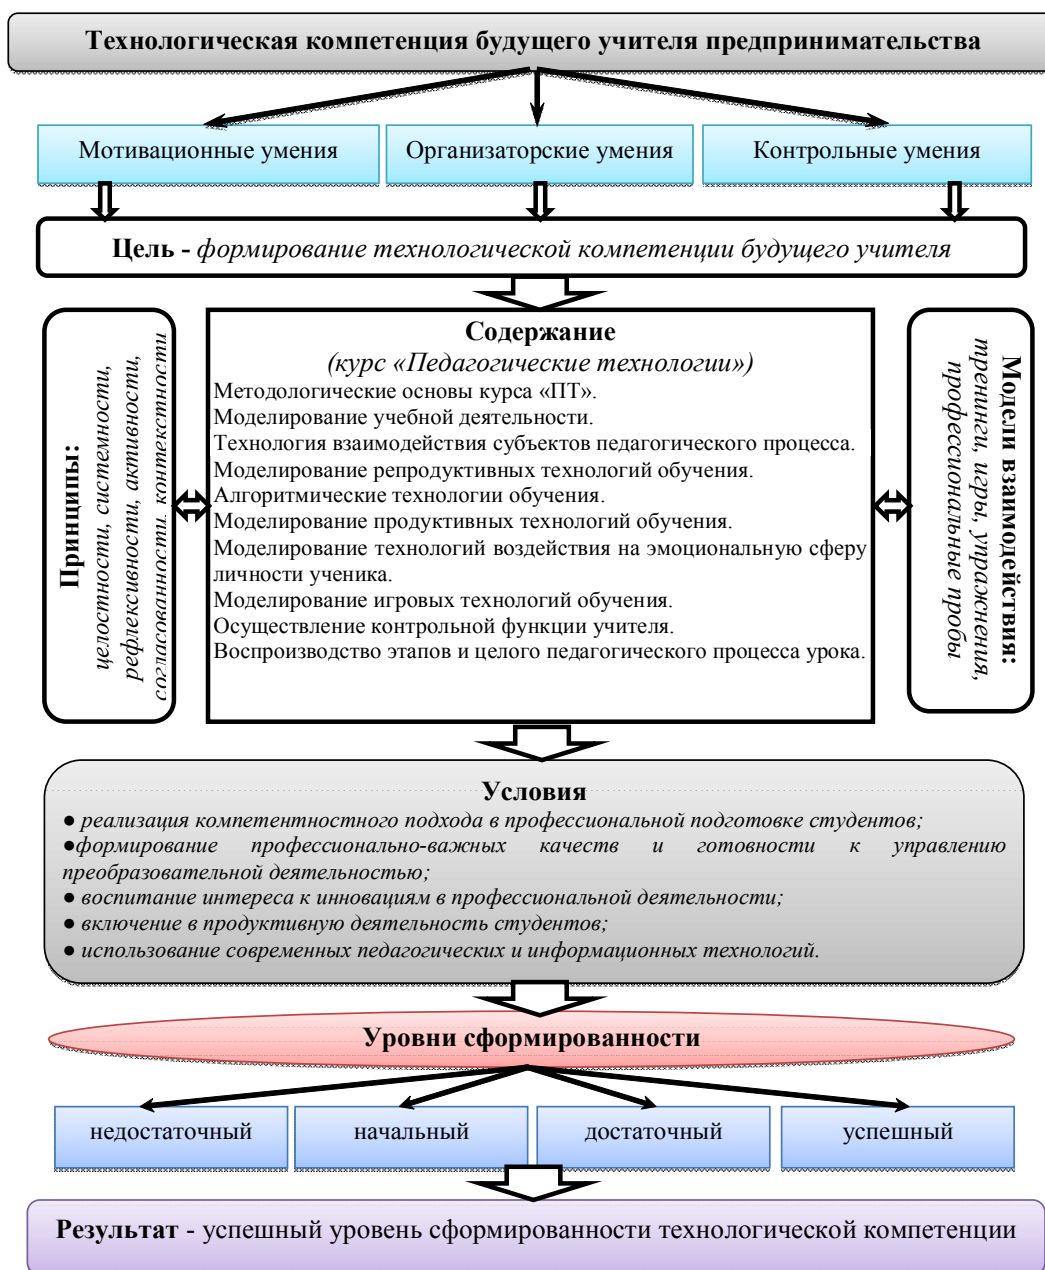 Технологическая компетенция будущего учителя предпринимательства
Мотивационные умения
Организаторские умения
Контрольные умения
Цель - формирование технологической компетенции будущего учителя
Принципы:
целостности, системности,
рефлексивности, активности,
согласованности, контекстности
Содержание
(курс «Педагогические технологии»)
Методологические основы курса «ПТ».
Моделирование учебной деятельности.
Технология взаимодействия субъектов педагогического процесса.
Моделирование репродуктивных технологий обучения.
Алгоритмические технологии обучения.
Моделирование продуктивных технологий обучения.
Моделирование технологий воздействия на эмоциональную сферу
личности ученика.
Моделирование игровых технологий обучения.
Осуществление контрольной функции учителя.
Воспроизводство этапов и целого педагогического процесса урока.
Модели взаимодействия:
тренинги, игры, упражнения,
профессиональные пробы
Условия
● реализация компетентностного подхода в профессиональной подготовке студентов;
●формирование профессионально-важных качеств и готовности к управлению
преобразовательной деятельностью;
● воспитание интереса к инновациям в профессиональной деятельности;
● включение в продуктивную деятельность студентов;
● использование современных педагогических и информационных технологий.
Уровни сформированности
недостаточный
начальный
достаточный
успешный
Результат - успешный уровень сформированности технологической компетенции